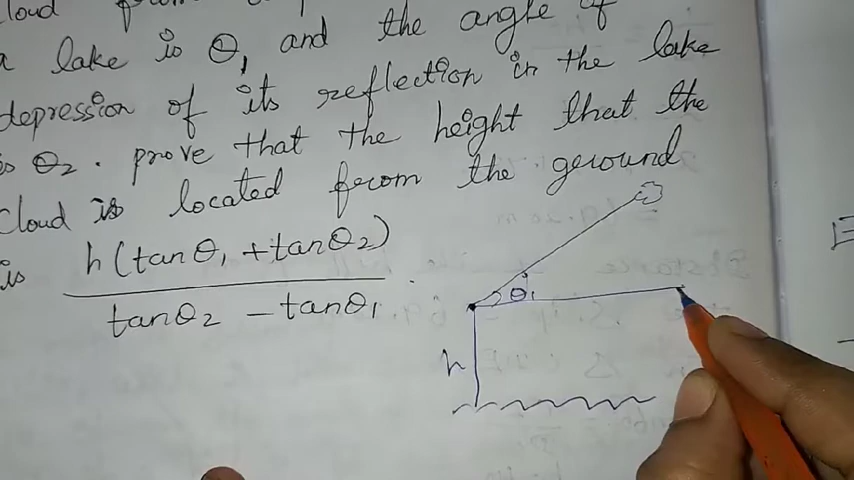 cloud from
a lake is θ₁ and the angle of
depression of its reflection in the lake
is θ₂. prove that the height that the
cloud is located from the ground
is h(tanθ₁ + tanθ₂)
tanθ₂ - tanθ₁
θ₁
h